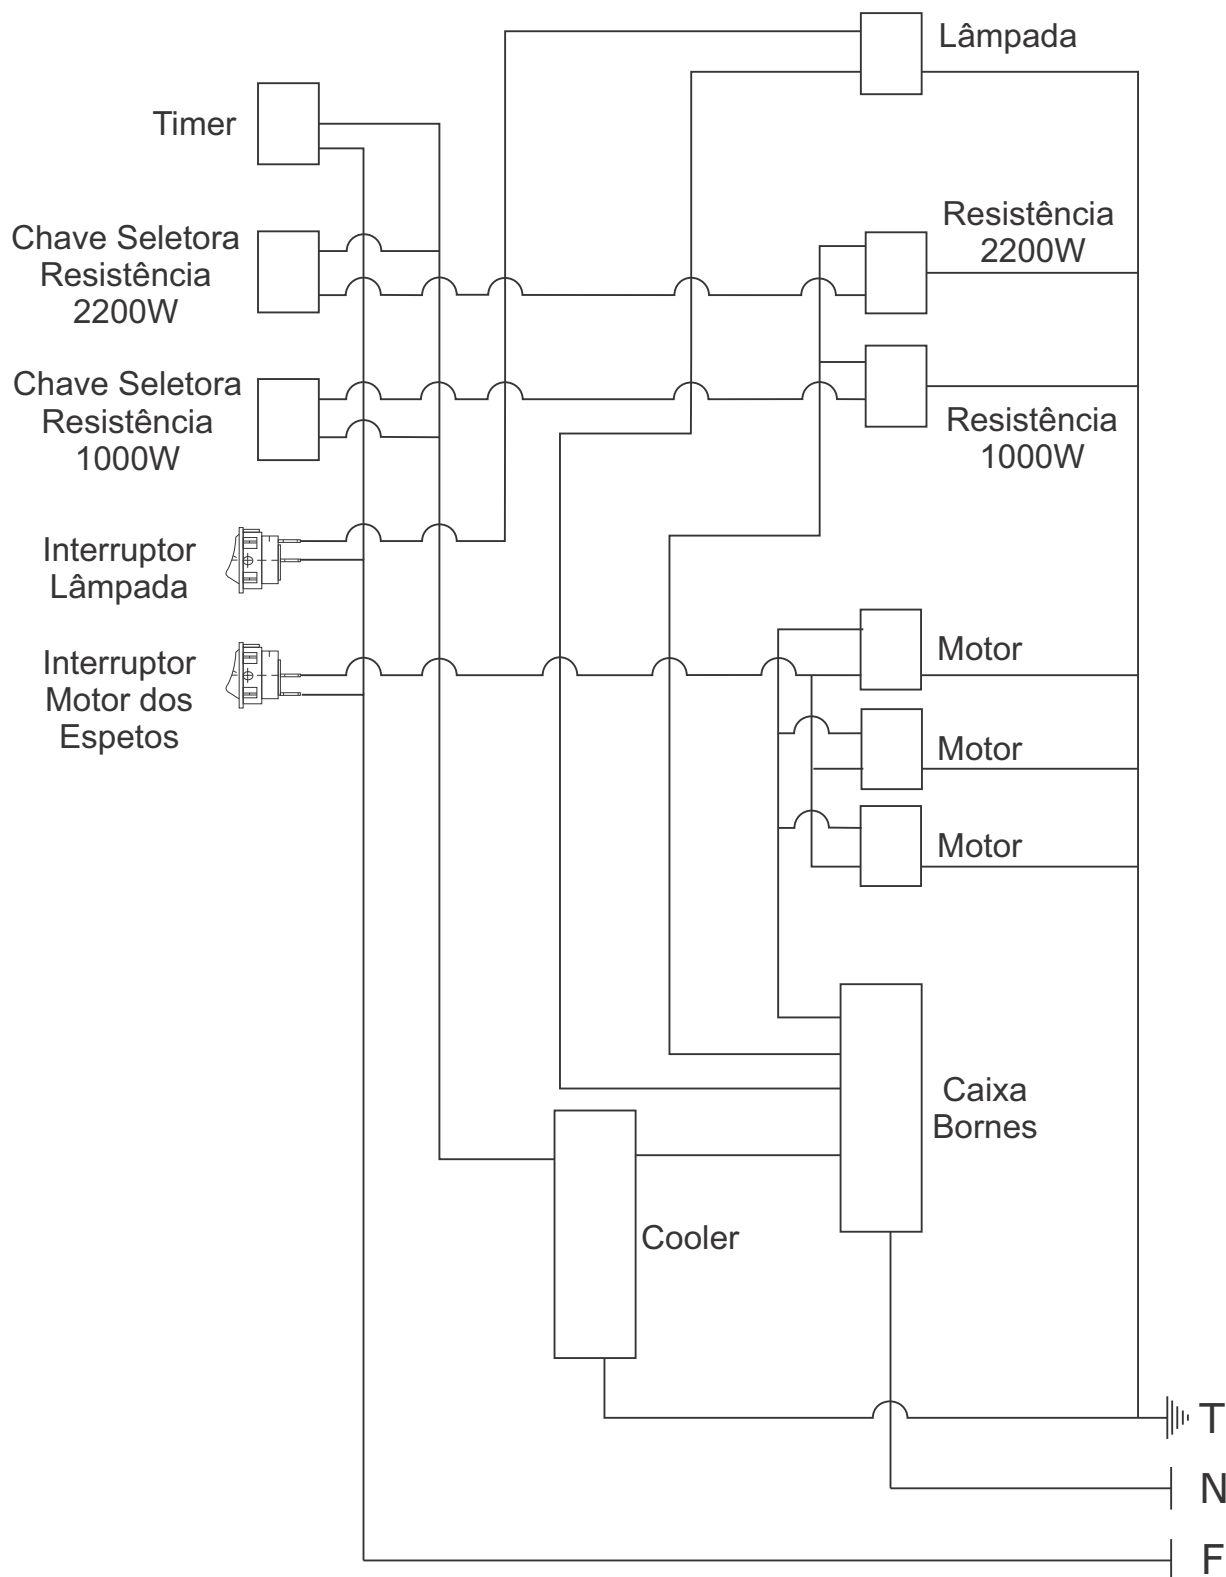 Lâmpada
Timer
Resistência
2200W
Chave Seletora
Resistência
2200W
Chave Seletora
Resistência
1000W
Resistência
1000W
Interruptor
Lâmpada
Interruptor
Motor dos
Espetos
Motor
Motor
Motor
Caixa
Bornes
Cooler
T
N
F